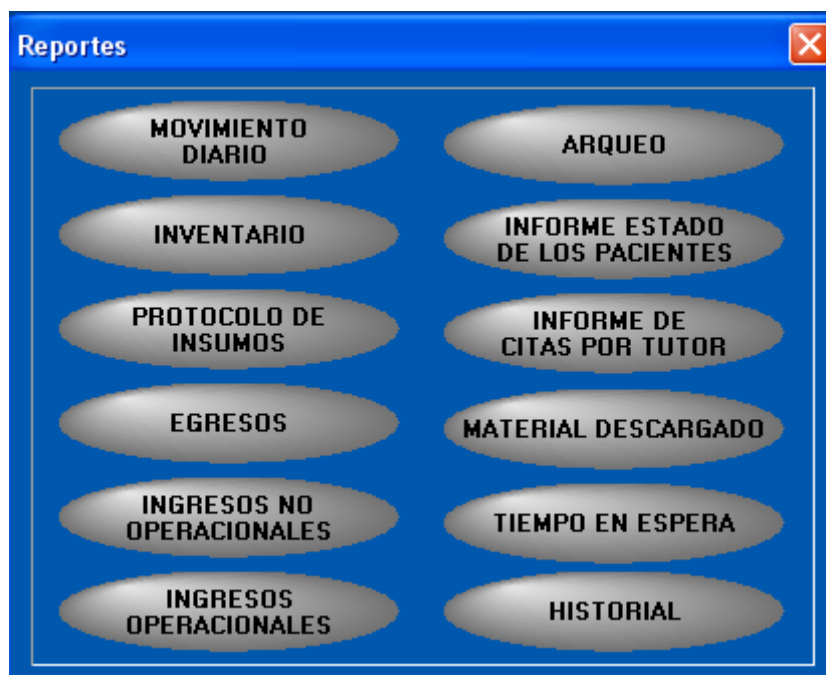 Reportes
MOVIMIENTO
DIARIO
ARQUEO
INVENTARIO
INFORME ESTADO
DE LOS PACIENTES
PROTOCOLO DE
INSUMOS
INFORME DE
CITAS POR TUTOR
EGRESOS
MATERIAL DESCARGADO
INGRESOS NO
OPERACIONALES
TIEMPO EN ESPERA
INGRESOS
OPERACIONALES
HISTORIAL